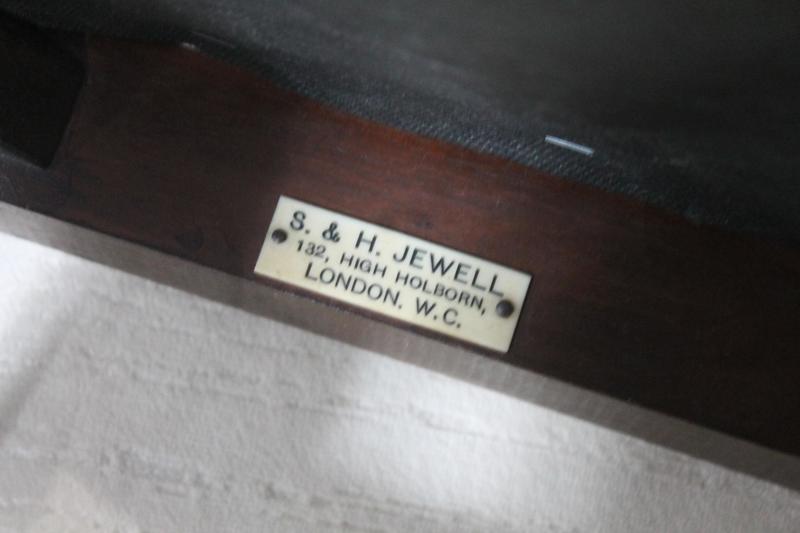 S. & H. JEWELL,
132, HIGH HOLBORN,
LONDON. W.C.